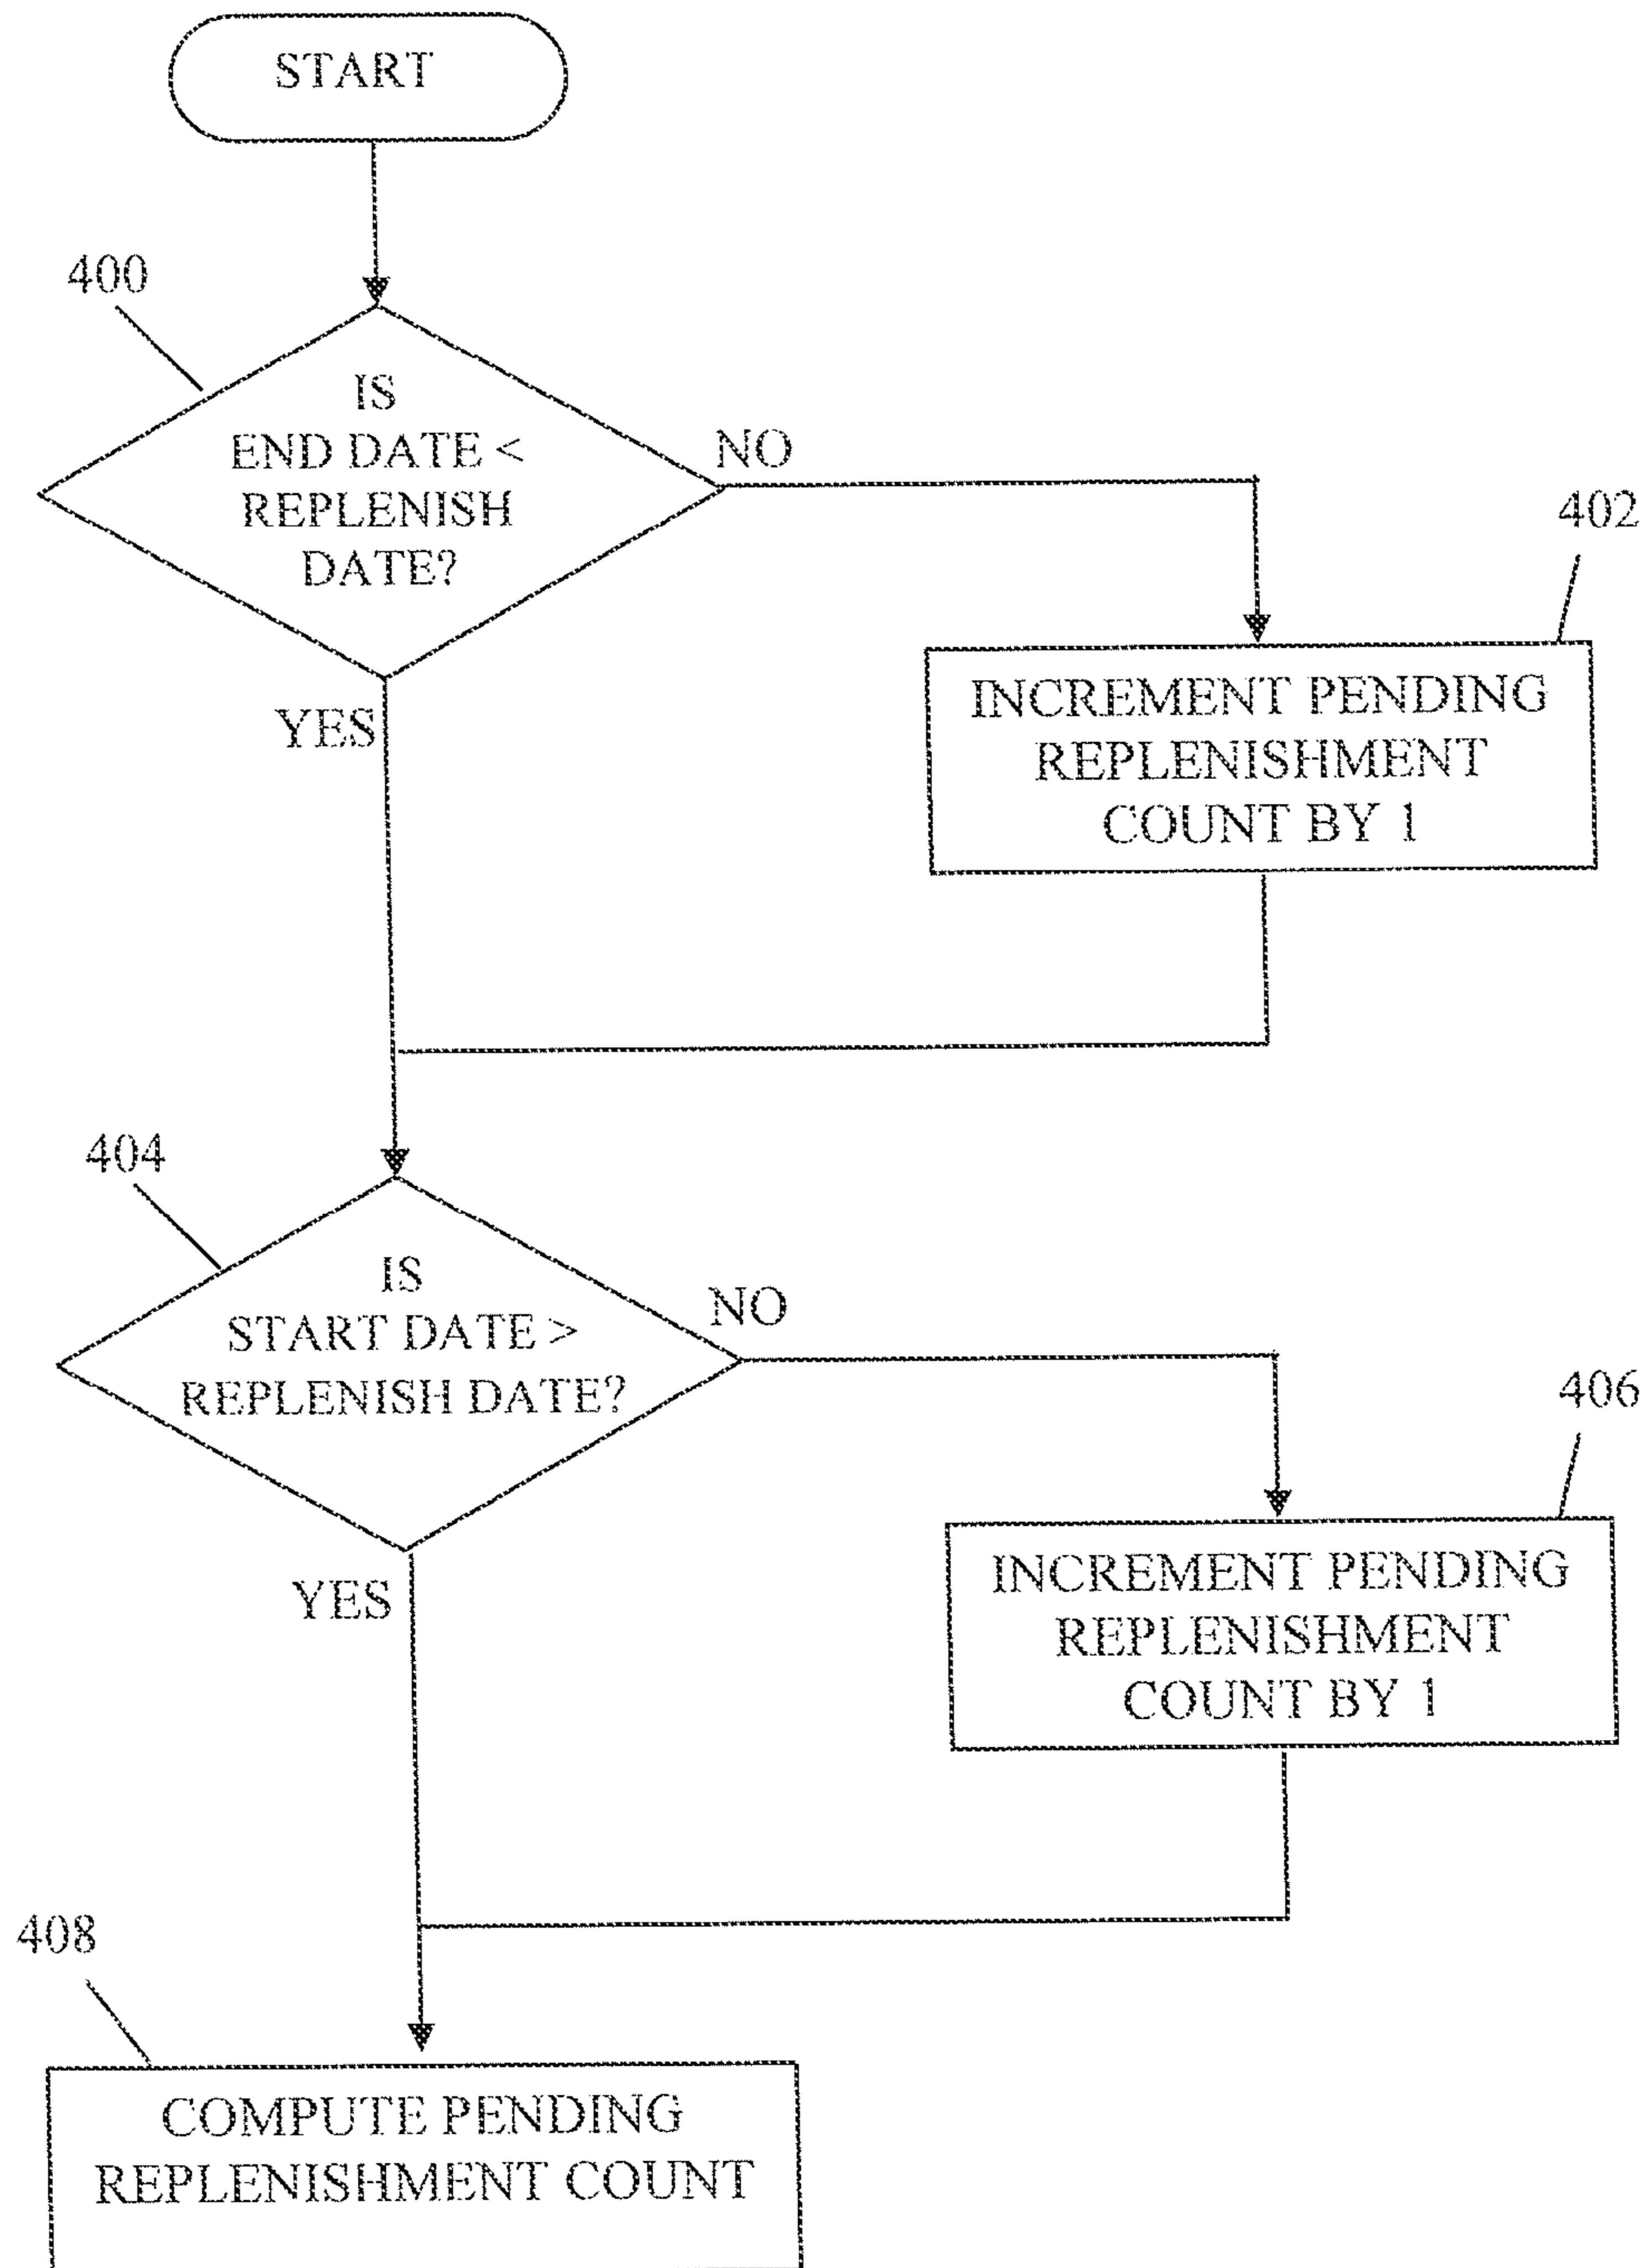 START
400
IS
END DATE <
REPLENISH
DATE?
NO
YES
402
INCREMENT PENDING
REPLENISHMENT
COUNT BY 1
404
IS
START DATE >
REPLENISH DATE?
NO
YES
406
INCREMENT PENDING
REPLENISHMENT
COUNT BY 1
408
COMPUTE PENDING
REPLENISHMENT COUNT